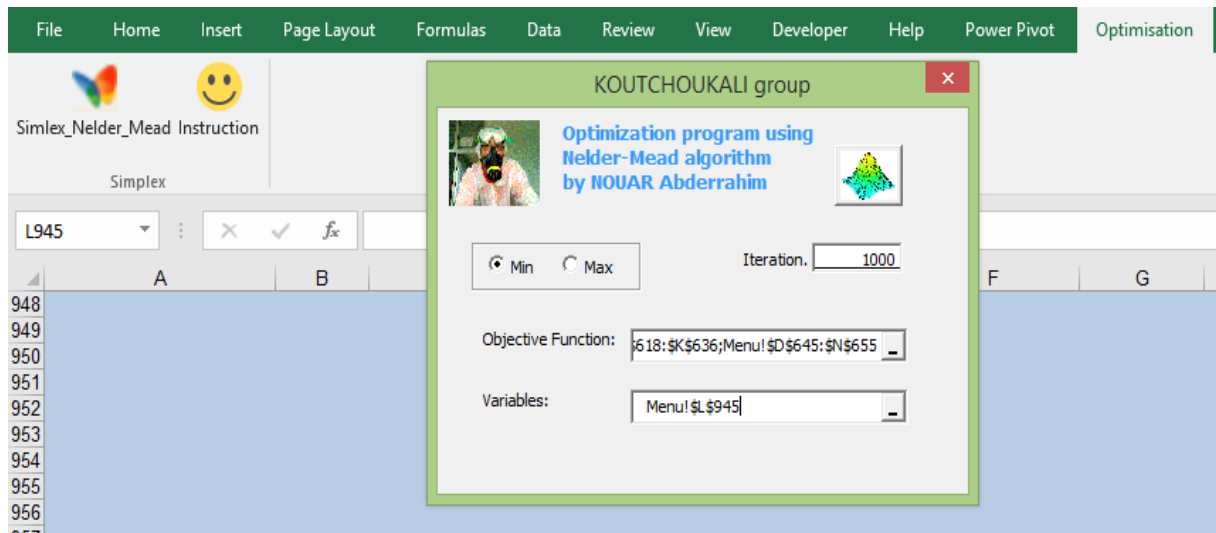 File Home Insert Page Layout Formulas Data Review View Developer Help Power Pivot Optimisation
Simlex_Nelder_Mead Instruction
Simplex
KOUTCHOUKALI group
Optimization program using
Nelder-Mead algorithm
by NOUAR Abderrahim
L945
fx
Min Max
Iteration. 1000
A B F G
Objective Function: 618:$K$636;Menu!$D$645:$N$655
Variables: Menu!$L$945
948
949
950
951
952
953
954
955
956